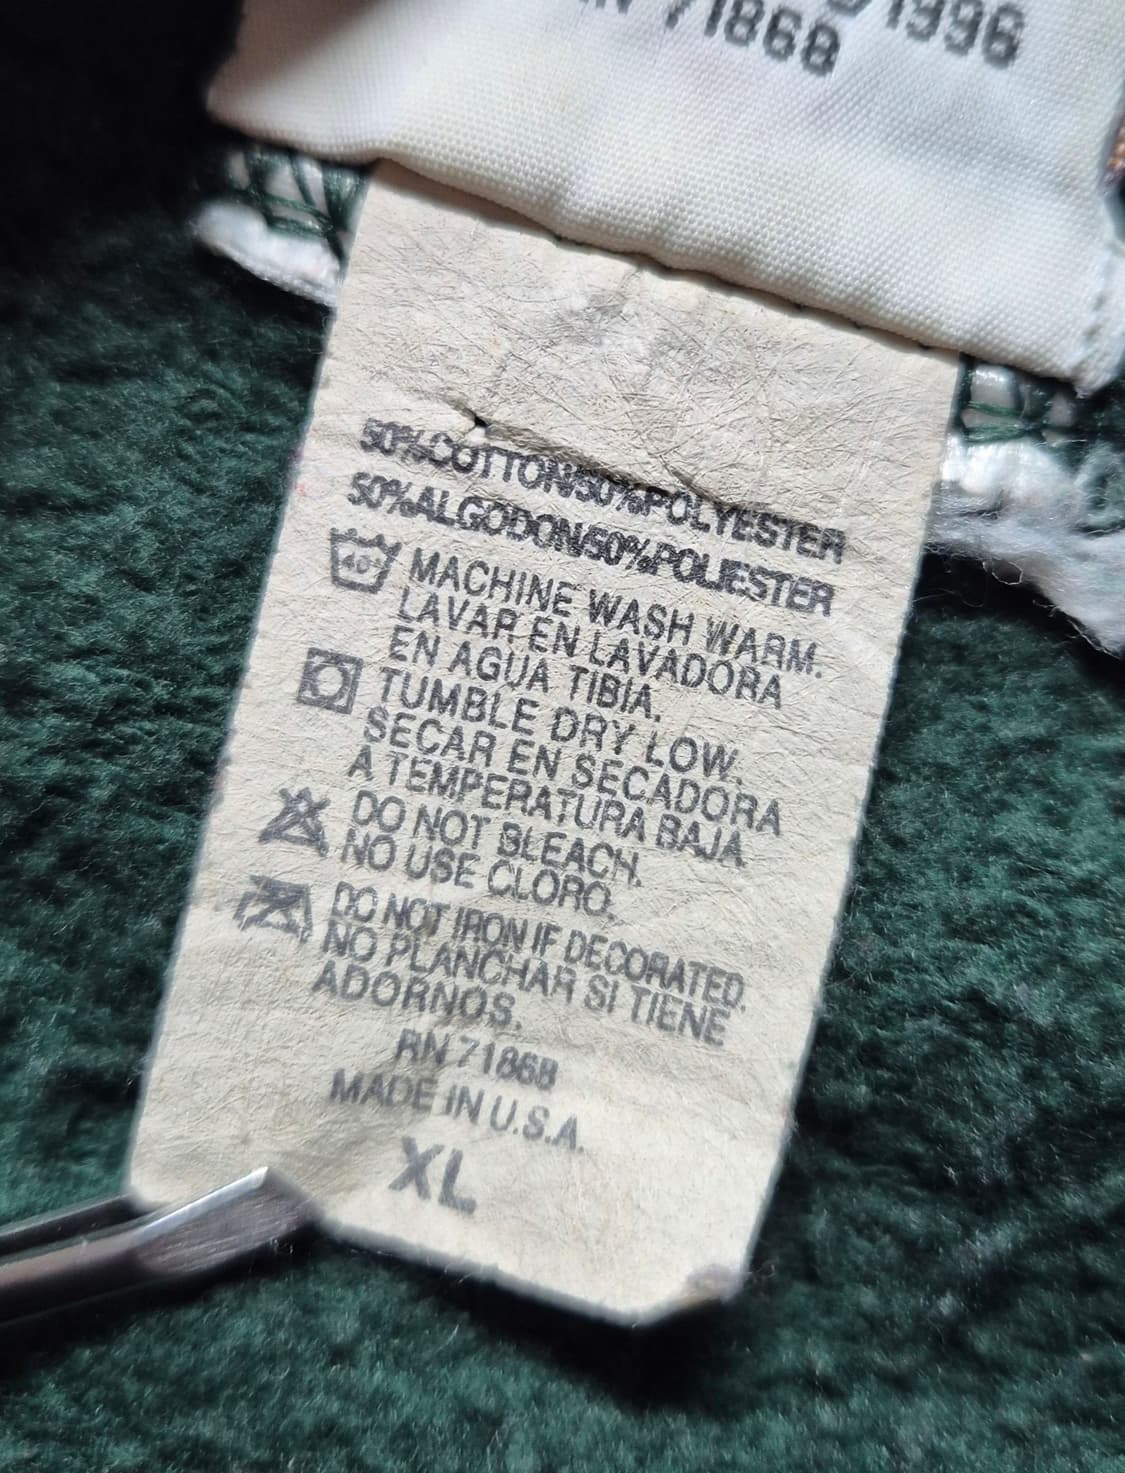 1996
71868
50%COTTON/50%POLYESTER
50%ALGODON/50%POLIESTER
40°
MACHINE WASH WARM.
LAVAR EN LAVADORA
EN AGUA TIBIA.
TUMBLE DRY LOW.
SECAR EN SECADORA
A TEMPERATURA BAJA
DO NOT BLEACH.
NO USE CLORO.
DO NOT IRON IF DECORATED.
NO PLANCHAR SI TIENE
ADORNOS.
RN 71868
MADE IN U.S.A.
XL